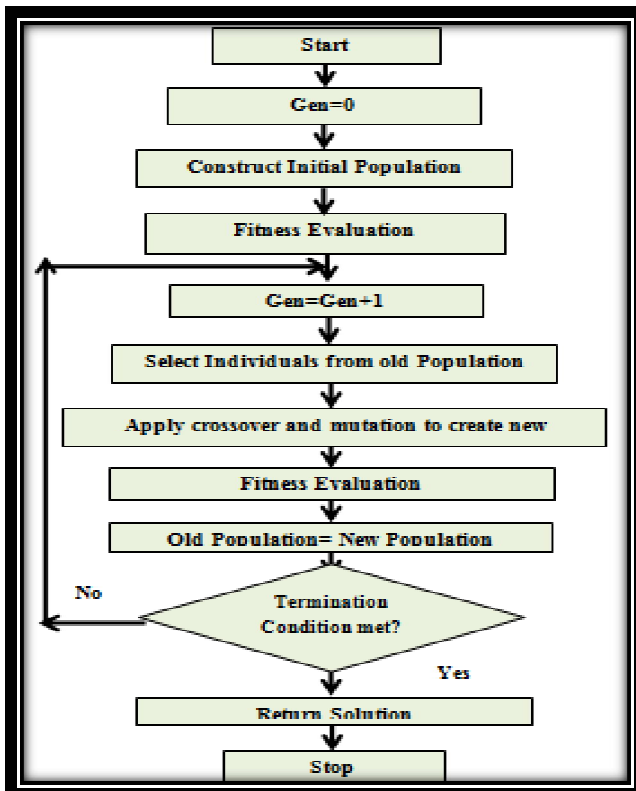 Start
Gen=0
Construct Initial Population
Fitness Evaluation
Gen=Gen+1
Select Individuals from old Population
Apply crossover and mutation to create new
Fitness Evaluation
Old Population= New Population
No
Termination
Condition met?
Yes
Return Solution
Stop